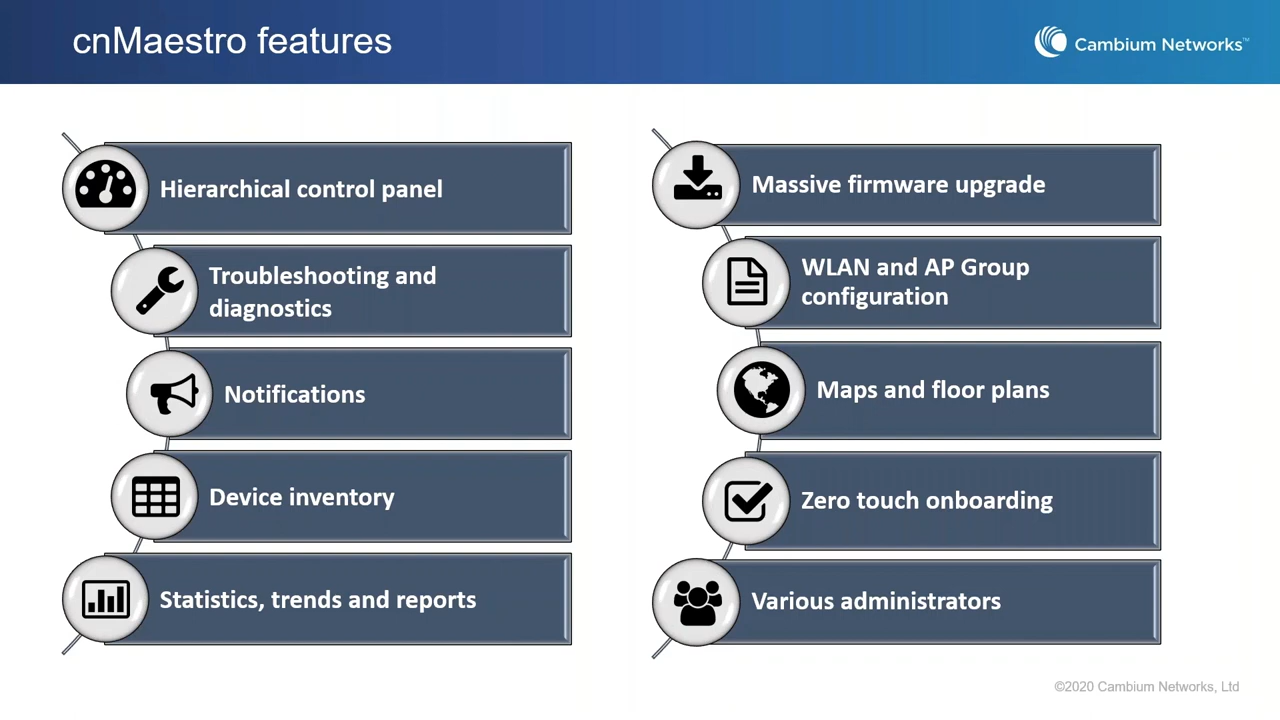 cnMaestro features
Cambium Networks™
Hierarchical control panel
Troubleshooting and
diagnostics
Notifications
Device inventory
Statistics, trends and reports
Massive firmware upgrade
WLAN and AP Group
configuration
Maps and floor plans
Zero touch onboarding
Various administrators
©2020 Cambium Networks, Ltd